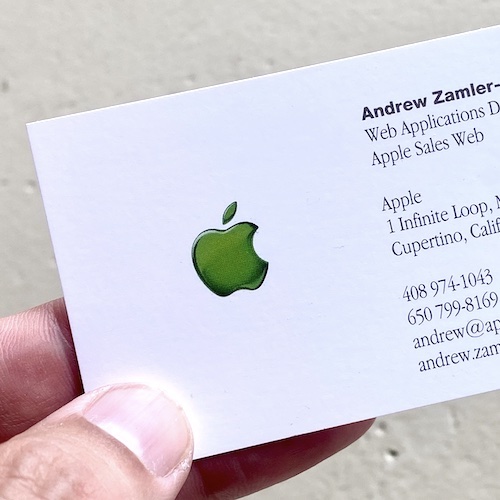 Andrew Zamler-
Web Applications D
Apple Sales Web
Apple
1 Infinite Loop,
Cupertino, Calif
408 974-1043
650 799-8169
andrew@ap
andrew.zam